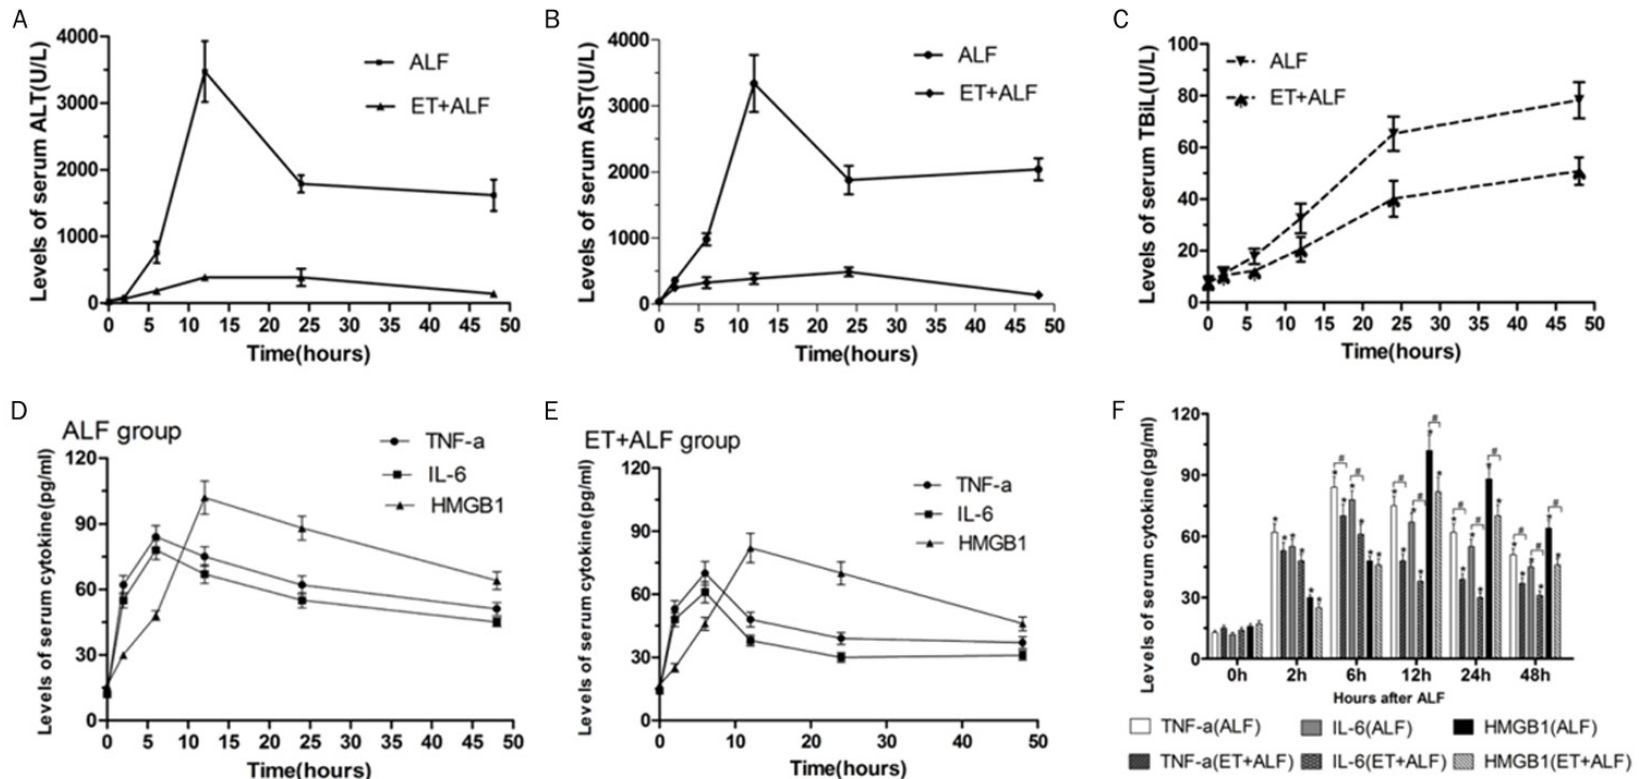 A
Levels of serum ALT(U/L)
4000
3000
2000
1000
0
ALF
ET+ALF
0 5 10 15 20 25 30 35 40 45 50
Time(hours)
B
Levels of serum AST(U/L)
4000
3000
2000
1000
0
ALF
ET+ALF
0 5 10 15 20 25 30 35 40 45 50
Time(hours)
C
Levels of serum TBiL(U/L)
100
80
60
40
20
0
ALF
ET+ALF
0 5 10 15 20 25 30 35 40 45 50
Time(hours)
D
ALF group
Levels of serum cytokine(pg/ml)
120
90
60
30
0
TNF-a
IL-6
HMGB1
0 5 10 15 20 25 30 35 40 45 50
Time(hours)
E
ET+ALF group
Levels of serum cytokine(pg/ml)
120
90
60
30
0
TNF-a
IL-6
HMGB1
0 10 20 30 40 50
Time(hours)
F
Levels of serum cytokine(pg/ml)
120
90
60
30
0
0h 2h 6h 12h 24h 48h
Hours after ALF
TNF-a(ALF) IL-6(ALF) HMGB1(ALF)
TNF-a(ET+ALF) IL-6(ET+ALF) HMGB1(ET+ALF)